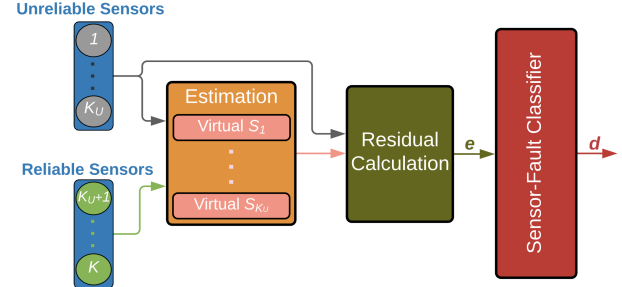 Unreliable Sensors
1
K_U
Estimation
Virtual S_1
Virtual S_{K_U}
Reliable Sensors
K_U+1
K
Residual
Calculation
e
Sensor-Fault Classifier
d